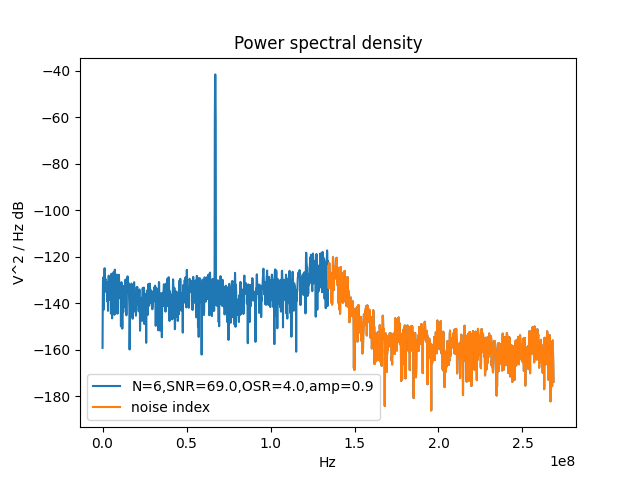 Power spectral density
V^2 / Hz dB
−40
−60
−80
−100
−120
−140
−160
−180
N=6,SNR=69.0,OSR=4.0,amp=0.9
noise index
0.0
0.5
1.0
1.5
2.0
2.5
1e8
Hz